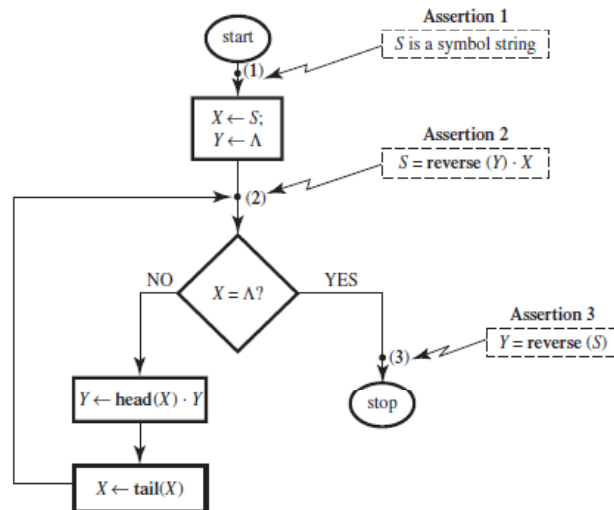 Assertion 1
start
S is a symbol string
(1)
X ← S;
Y ← Λ
Assertion 2
S = reverse (Y) · X
(2)
NO
X = Λ?
YES
Assertion 3
Y = reverse (S)
(3)
Y ← head(X) · Y
stop
X ← tail(X)